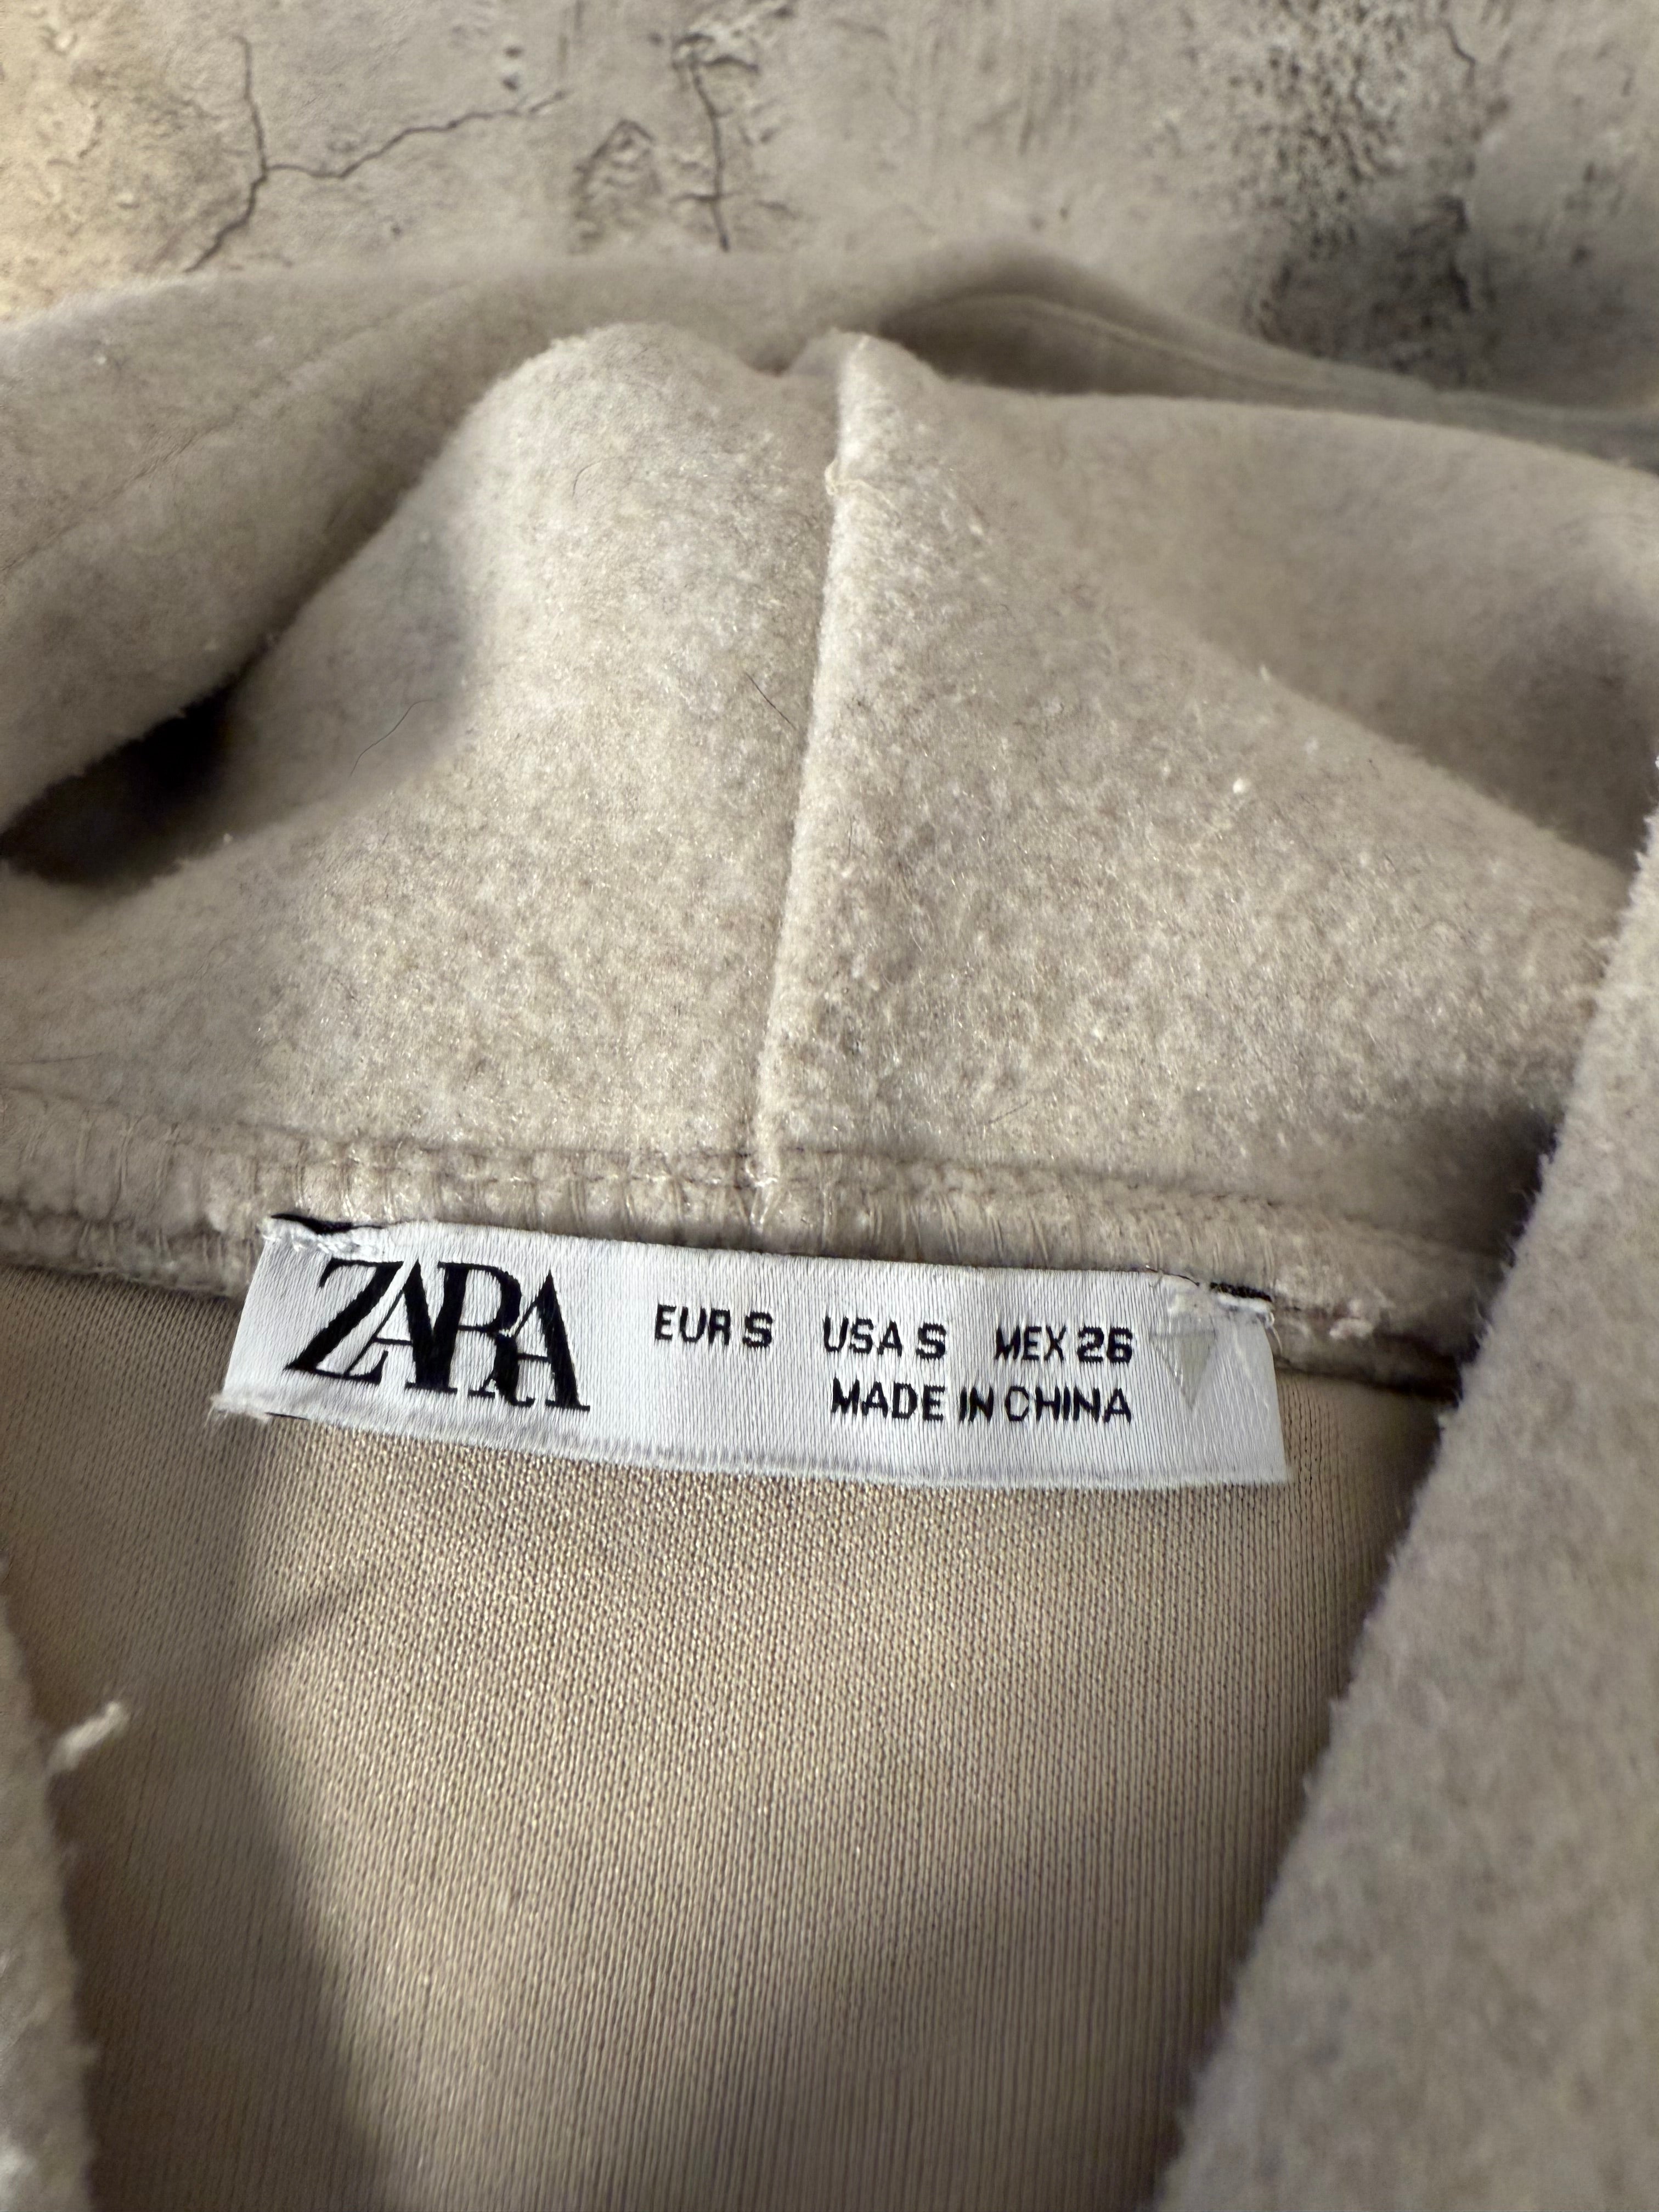 ZARA EUR S USA S MEX 26
MADE IN CHINA